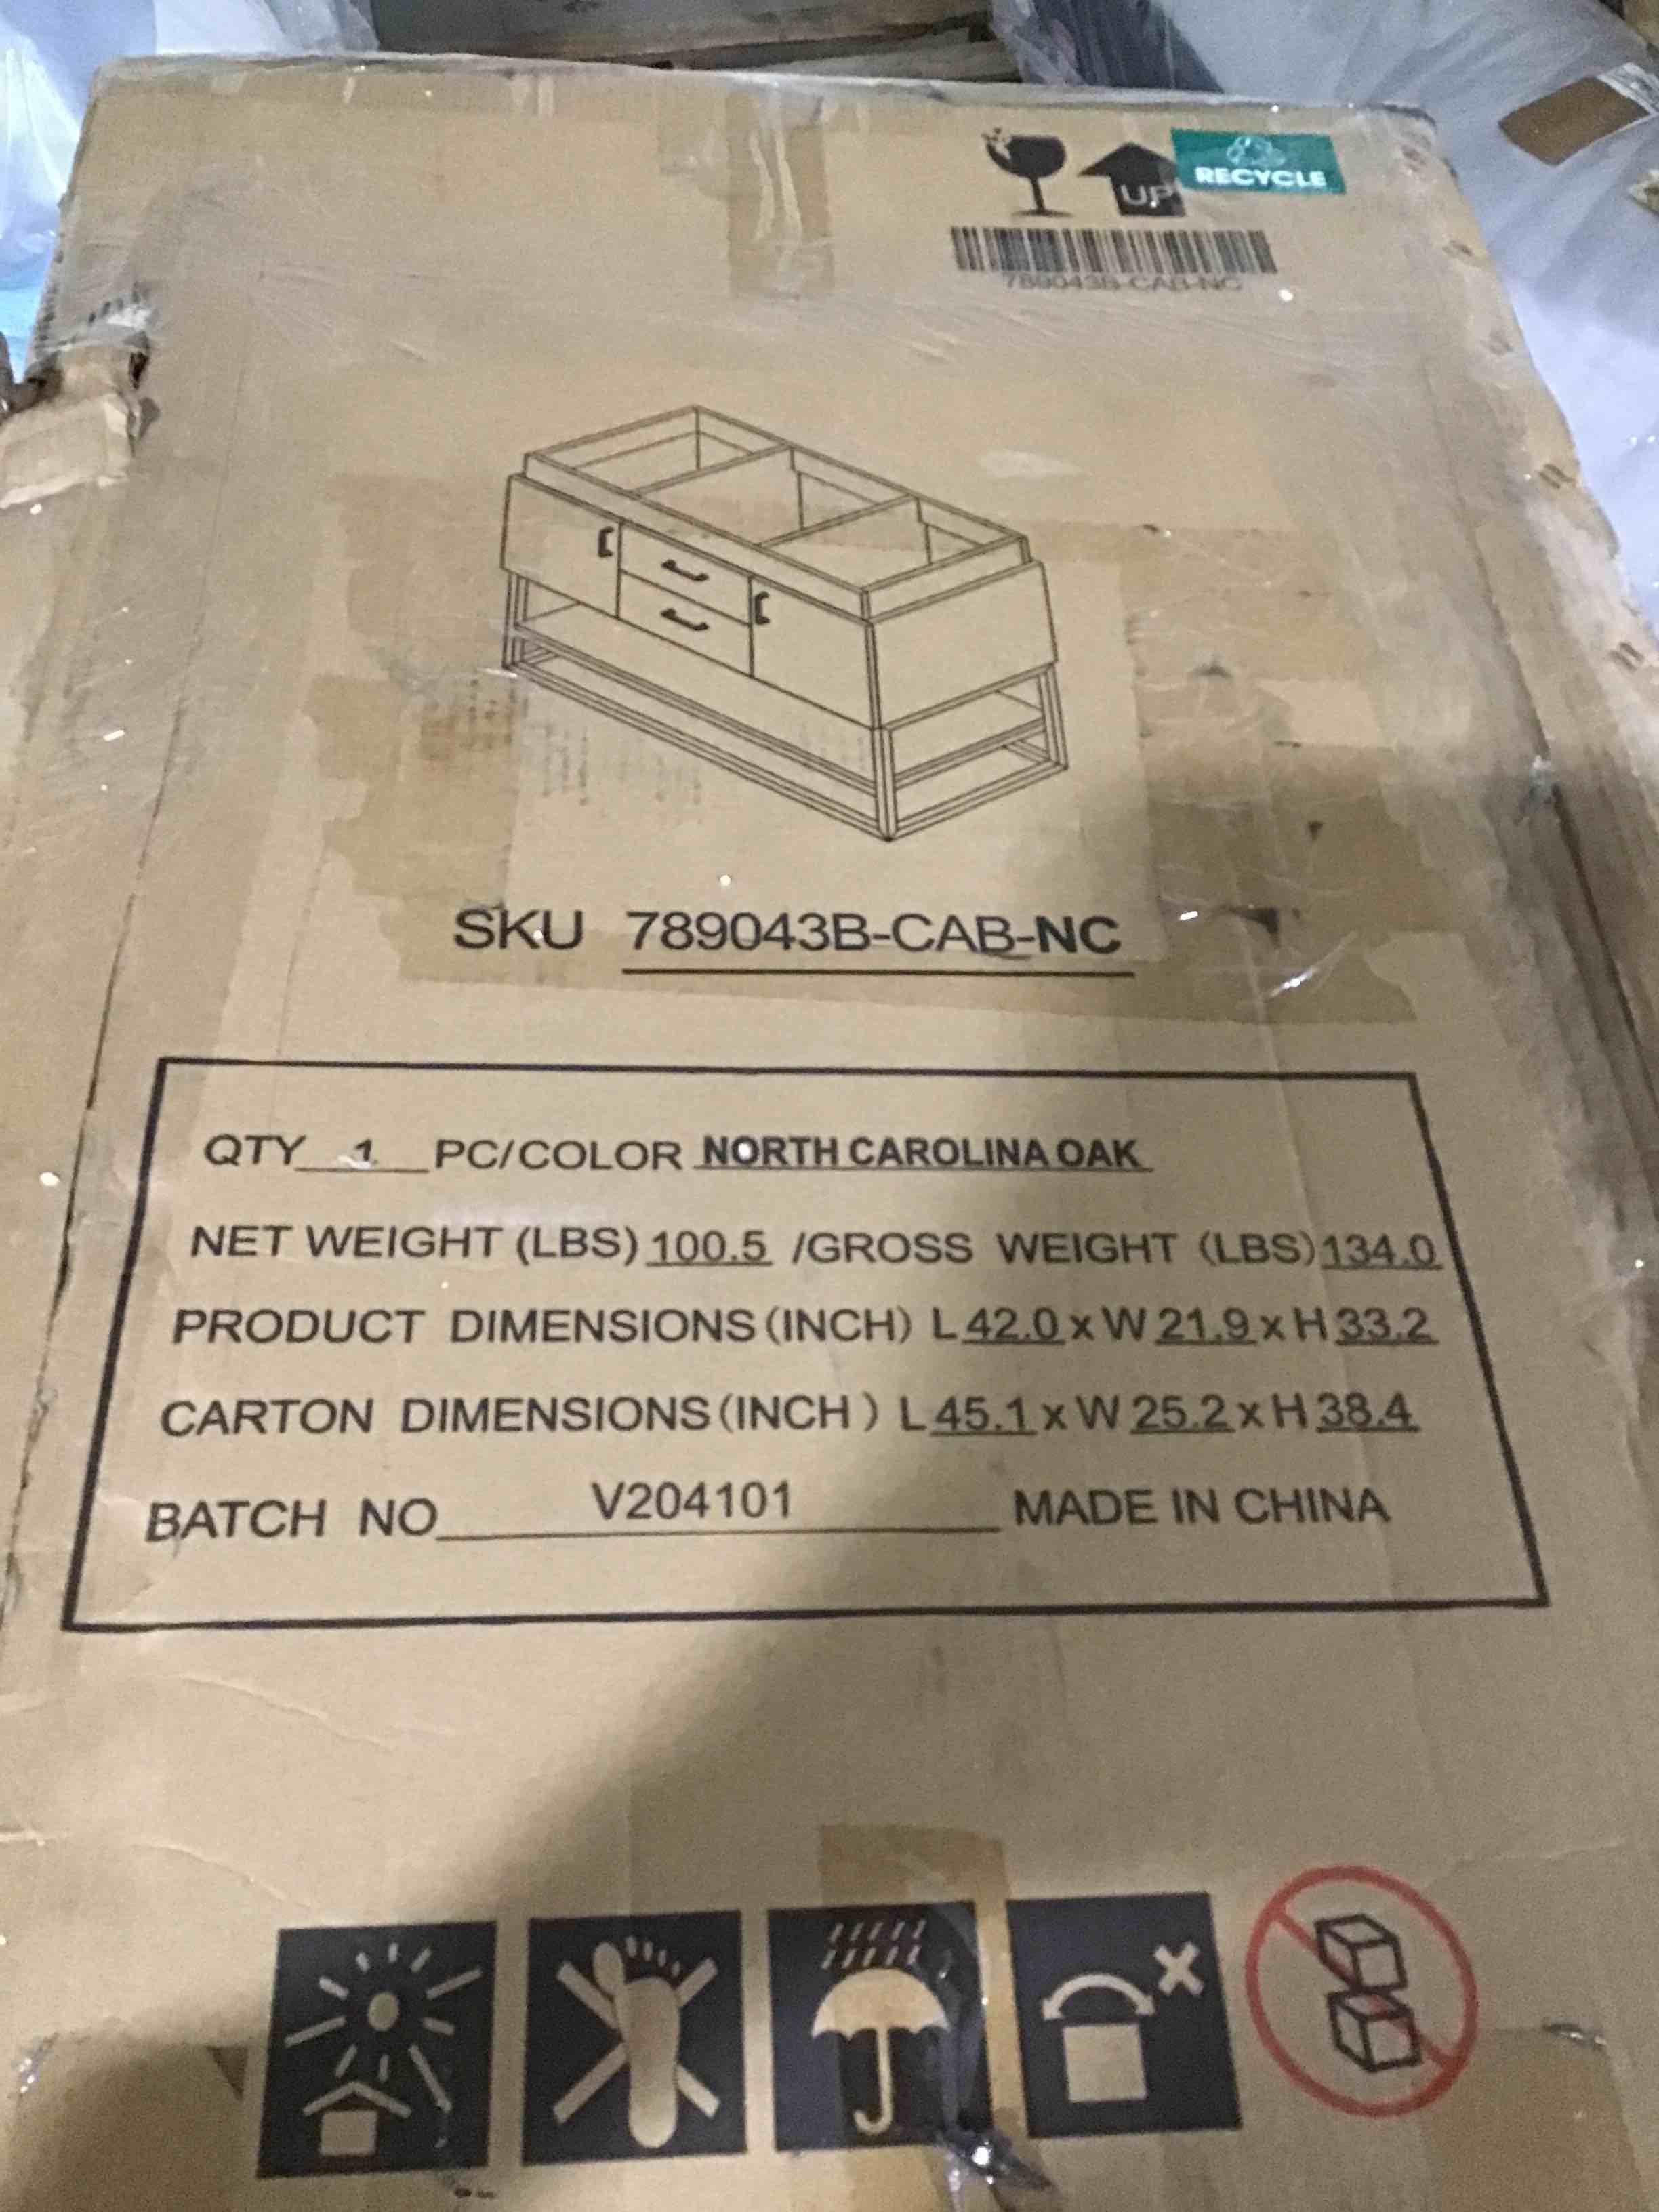 UP
RECYCLE
789043B-CAB-NC
SKU 789043B-CAB-NC
QTY 1 PC/COLOR NORTH CAROLINA OAK
NET WEIGHT (LBS) 100.5 /GROSS WEIGHT (LBS) 134.0
PRODUCT DIMENSIONS (INCH) L 42.0 x W 21.9 x H 33.2
CARTON DIMENSIONS (INCH) L 45.1 x W 25.2 x H 38.4
BATCH NO V204101 MADE IN CHINA